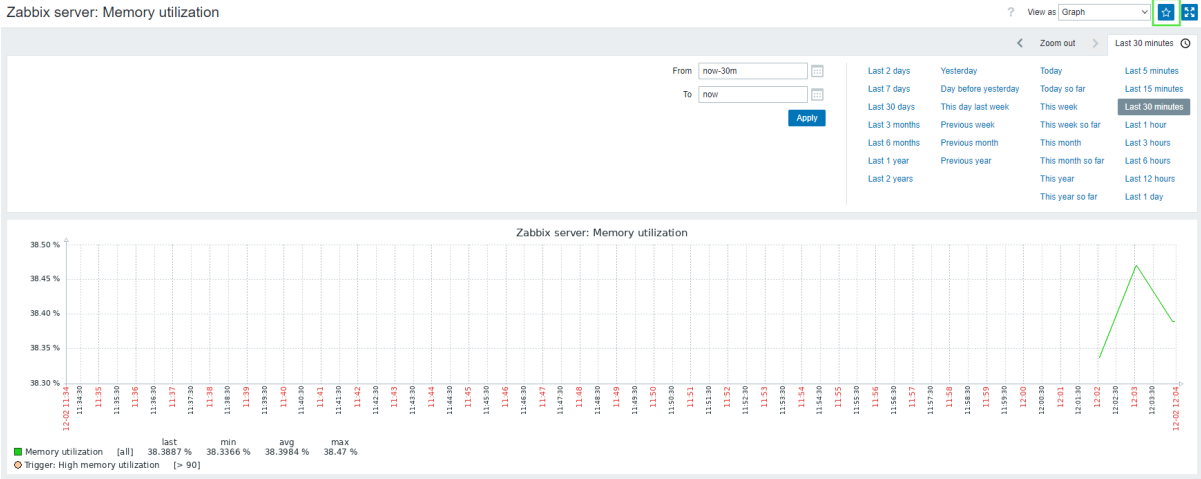 Zabbix server: Memory utilization
? View as Graph
Zoom out Last 30 minutes
From now-30m
To now
Apply
Last 2 days Yesterday Today Last 5 minutes
Last 7 days Day before yesterday Today so far Last 15 minutes
Last 30 days This day last week This week Last 30 minutes
Last 3 months Previous week This week so far Last 1 hour
Last 6 months Previous month This month Last 3 hours
Last 1 year Previous year This month so far Last 6 hours
Last 2 years This year Last 12 hours
This year so far Last 1 day
Zabbix server: Memory utilization
38.50 %
38.45 %
38.40 %
38.35 %
38.30 %
12-02 11:34 11:34:30 11:35 11:35:30 11:36 11:36:30 11:37 11:37:30 11:38 11:38:30 11:39 11:39:30 11:40 11:40:30 11:41 11:41:30 11:42 11:42:30 11:43 11:43:30 11:44 11:44:30 11:45 11:45:30 11:46 11:46:30 11:47 11:47:30 11:48 11:48:30 11:49 11:49:30 11:50 11:50:30 11:51 11:51:30 11:52 11:52:30 11:53 11:53:30 11:54 11:54:30 11:55 11:55:30 11:56 11:56:30 11:57 11:57:30 11:58 11:58:30 11:59 11:59:30 12:00 12:00:30 12:01 12:01:30 12:02 12:02:30 12:03 12:03:30 12-02 12:04
last min avg max
Memory utilization [all] 38.3887 % 38.3366 % 38.3984 % 38.47 %
Trigger: High memory utilization [> 90]